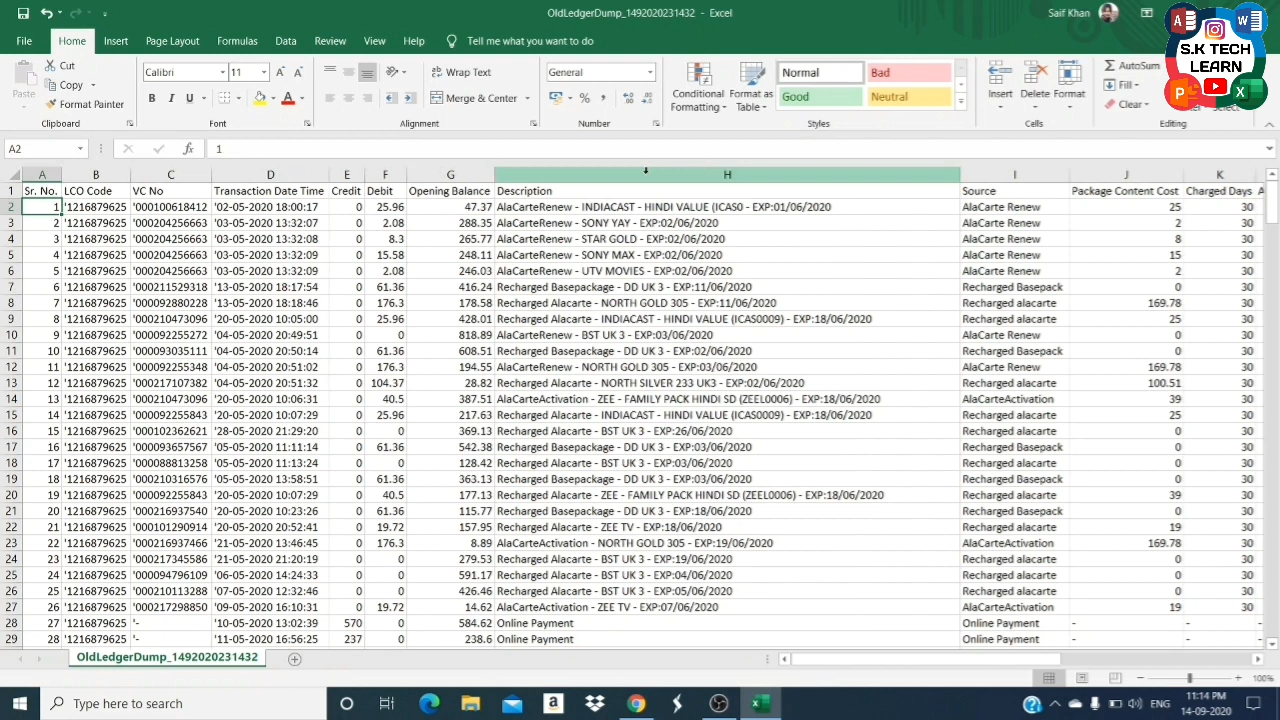 OldLedgerDump_1492020231432 - Excel
Saif Khan
S.K TECH
LEARN
File Home Insert Page Layout Formulas Data Review View Help Tell me what you want to do
Paste
Cut
Copy
Format Painter
Clipboard
Calibri 11
B I U
Font
Wrap Text
Merge & Center
Alignment
General
Number
Conditional Formatting
Format as Table
Normal Bad
Good Neutral
Styles
Insert Delete Format
Cells
AutoSum
Fill
Clear
Editing
A2 fx 1
A B C D E F G H I J K
1 Sr. No. LCO Code VC No Transaction Date Time Credit Debit Opening Balance Description Source Package Content Cost Charged Days A
2 1 '1216879625 '000100618412 '02-05-2020 18:00:17 0 25.96 47.37 AlaCarteRenew - INDIACAST - HINDI VALUE (ICAS0 - EXP:01/06/2020 AlaCarte Renew 25 30
3 2 '1216879625 '000204256663 '03-05-2020 13:32:07 0 2.08 288.35 AlaCarteRenew - SONY YAY - EXP:02/06/2020 AlaCarte Renew 2 30
4 3 '1216879625 '000204256663 '03-05-2020 13:32:08 0 8.3 265.77 AlaCarteRenew - STAR GOLD - EXP:02/06/2020 AlaCarte Renew 8 30
5 4 '1216879625 '000204256663 '03-05-2020 13:32:09 0 15.58 248.11 AlaCarteRenew - SONY MAX - EXP:02/06/2020 AlaCarte Renew 15 30
6 5 '1216879625 '000204256663 '03-05-2020 13:32:09 0 2.08 246.03 AlaCarteRenew - UTV MOVIES - EXP:02/06/2020 AlaCarte Renew 2 30
7 6 '1216879625 '000211529318 '13-05-2020 18:17:54 0 61.36 416.24 Recharged Basepackage - DD UK 3 - EXP:11/06/2020 Recharged Basepack 0 30
8 7 '1216879625 '000092880228 '13-05-2020 18:18:46 0 176.3 178.58 Recharged Alacarte - NORTH GOLD 305 - EXP:11/06/2020 Recharged alacarte 169.78 30
9 8 '1216879625 '000210473096 '20-05-2020 10:05:00 0 25.96 428.01 Recharged Alacarte - INDIACAST - HINDI VALUE (ICAS0009) - EXP:18/06/2020 Recharged alacarte 25 30
10 9 '1216879625 '000092255272 '04-05-2020 20:49:51 0 0 818.89 AlaCarteRenew - BST UK 3 - EXP:03/06/2020 AlaCarte Renew 0 30
11 10 '1216879625 '000093035111 '04-05-2020 20:50:14 0 61.36 608.51 Recharged Basepackage - DD UK 3 - EXP:02/06/2020 Recharged Basepack 0 30
12 11 '1216879625 '000092255348 '04-05-2020 20:51:02 0 176.3 194.55 AlaCarteRenew - NORTH GOLD 305 - EXP:03/06/2020 AlaCarte Renew 169.78 30
13 12 '1216879625 '000217107382 '04-05-2020 20:51:32 0 104.37 28.82 Recharged Alacarte - NORTH SILVER 233 UK3 - EXP:02/06/2020 Recharged alacarte 100.51 30
14 13 '1216879625 '000210473096 '20-05-2020 10:06:31 0 40.5 387.51 AlaCarteActivation - ZEE - FAMILY PACK HINDI SD (ZEEL0006) - EXP:18/06/2020 AlaCarteActivation 39 30
15 14 '1216879625 '000092255843 '20-05-2020 10:07:29 0 25.96 217.63 Recharged Alacarte - INDIACAST - HINDI VALUE (ICAS0009) - EXP:18/06/2020 Recharged alacarte 25 30
16 15 '1216879625 '000102362621 '28-05-2020 21:29:20 0 0 369.13 Recharged Alacarte - BST UK 3 - EXP:26/06/2020 Recharged alacarte 0 30
17 16 '1216879625 '000093657567 '05-05-2020 11:11:14 0 61.36 542.38 Recharged Basepackage - DD UK 3 - EXP:03/06/2020 Recharged Basepack 0 30
18 17 '1216879625 '000088813258 '05-05-2020 11:13:24 0 0 128.42 Recharged Alacarte - BST UK 3 - EXP:03/06/2020 Recharged alacarte 0 30
19 18 '1216879625 '000210316576 '05-05-2020 13:58:51 0 61.36 363.13 Recharged Basepackage - DD UK 3 - EXP:03/06/2020 Recharged Basepack 0 30
20 19 '1216879625 '000092255843 '20-05-2020 10:07:29 0 40.5 177.13 Recharged Alacarte - ZEE - FAMILY PACK HINDI SD (ZEEL0006) - EXP:18/06/2020 Recharged alacarte 39 30
21 20 '1216879625 '000216937540 '20-05-2020 10:23:26 0 61.36 115.77 Recharged Basepackage - DD UK 3 - EXP:18/06/2020 Recharged Basepack 0 30
22 21 '1216879625 '000101290914 '20-05-2020 20:52:41 0 19.72 157.95 Recharged Alacarte - ZEE TV - EXP:18/06/2020 Recharged alacarte 19 30
23 22 '1216879625 '000216937466 '21-05-2020 13:46:45 0 176.3 8.89 AlaCarteActivation - NORTH GOLD 305 - EXP:19/06/2020 AlaCarteActivation 169.78 30
24 23 '1216879625 '000217345586 '21-05-2020 21:20:19 0 0 279.53 Recharged Alacarte - BST UK 3 - EXP:19/06/2020 Recharged alacarte 0 30
25 24 '1216879625 '000094796109 '06-05-2020 14:24:33 0 0 591.17 Recharged Alacarte - BST UK 3 - EXP:04/06/2020 Recharged alacarte 0 30
26 25 '1216879625 '000210113288 '07-05-2020 12:32:46 0 0 426.46 Recharged Alacarte - BST UK 3 - EXP:05/06/2020 Recharged alacarte 0 30
27 26 '1216879625 '000217298850 '09-05-2020 16:10:31 0 19.72 14.62 AlaCarteActivation - ZEE TV - EXP:07/06/2020 AlaCarteActivation 19 30
28 27 '1216879625 '- '10-05-2020 13:02:39 570 0 584.62 Online Payment Online Payment - - -
29 28 '1216879625 '- '11-05-2020 16:56:25 237 0 238.6 Online Payment Online Payment - - -
OldLedgerDump_1492020231432
100%
Type here to search
ENG
11:14 PM
14-09-2020